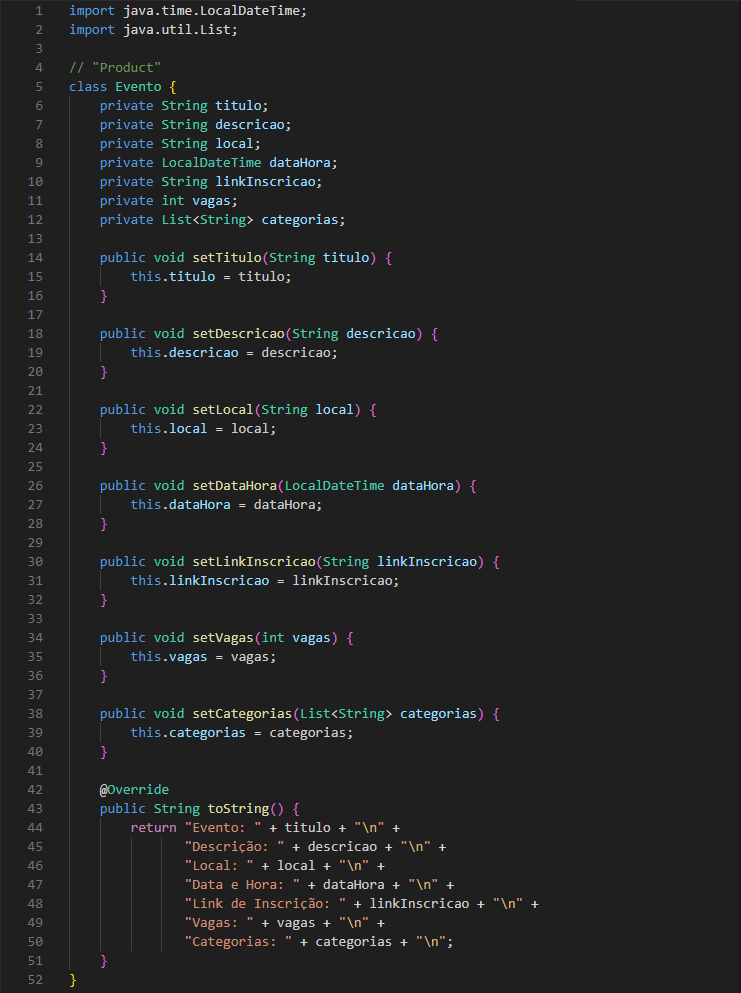 1 import java.time.LocalDateTime;
2 import java.util.List;
3
4 // "Product"
5 class Evento {
6     private String titulo;
7     private String descricao;
8     private String local;
9     private LocalDateTime dataHora;
10     private String linkInscricao;
11     private int vagas;
12     private List<String> categorias;
13
14     public void setTitulo(String titulo) {
15         this.titulo = titulo;
16     }
17
18     public void setDescricao(String descricao) {
19         this.descricao = descricao;
20     }
21
22     public void setLocal(String local) {
23         this.local = local;
24     }
25
26     public void setDataHora(LocalDateTime dataHora) {
27         this.dataHora = dataHora;
28     }
29
30     public void setLinkInscricao(String linkInscricao) {
31         this.linkInscricao = linkInscricao;
32     }
33
34     public void setVagas(int vagas) {
35         this.vagas = vagas;
36     }
37
38     public void setCategorias(List<String> categorias) {
39         this.categorias = categorias;
40     }
41
42     @Override
43     public String toString() {
44         return "Evento: " + titulo + "\n" +
45                "Descrição: " + descricao + "\n" +
46                "Local: " + local + "\n" +
47                "Data e Hora: " + dataHora + "\n" +
48                "Link de Inscrição: " + linkInscricao + "\n" +
49                "Vagas: " + vagas + "\n" +
50                "Categorias: " + categorias + "\n";
51     }
52 }